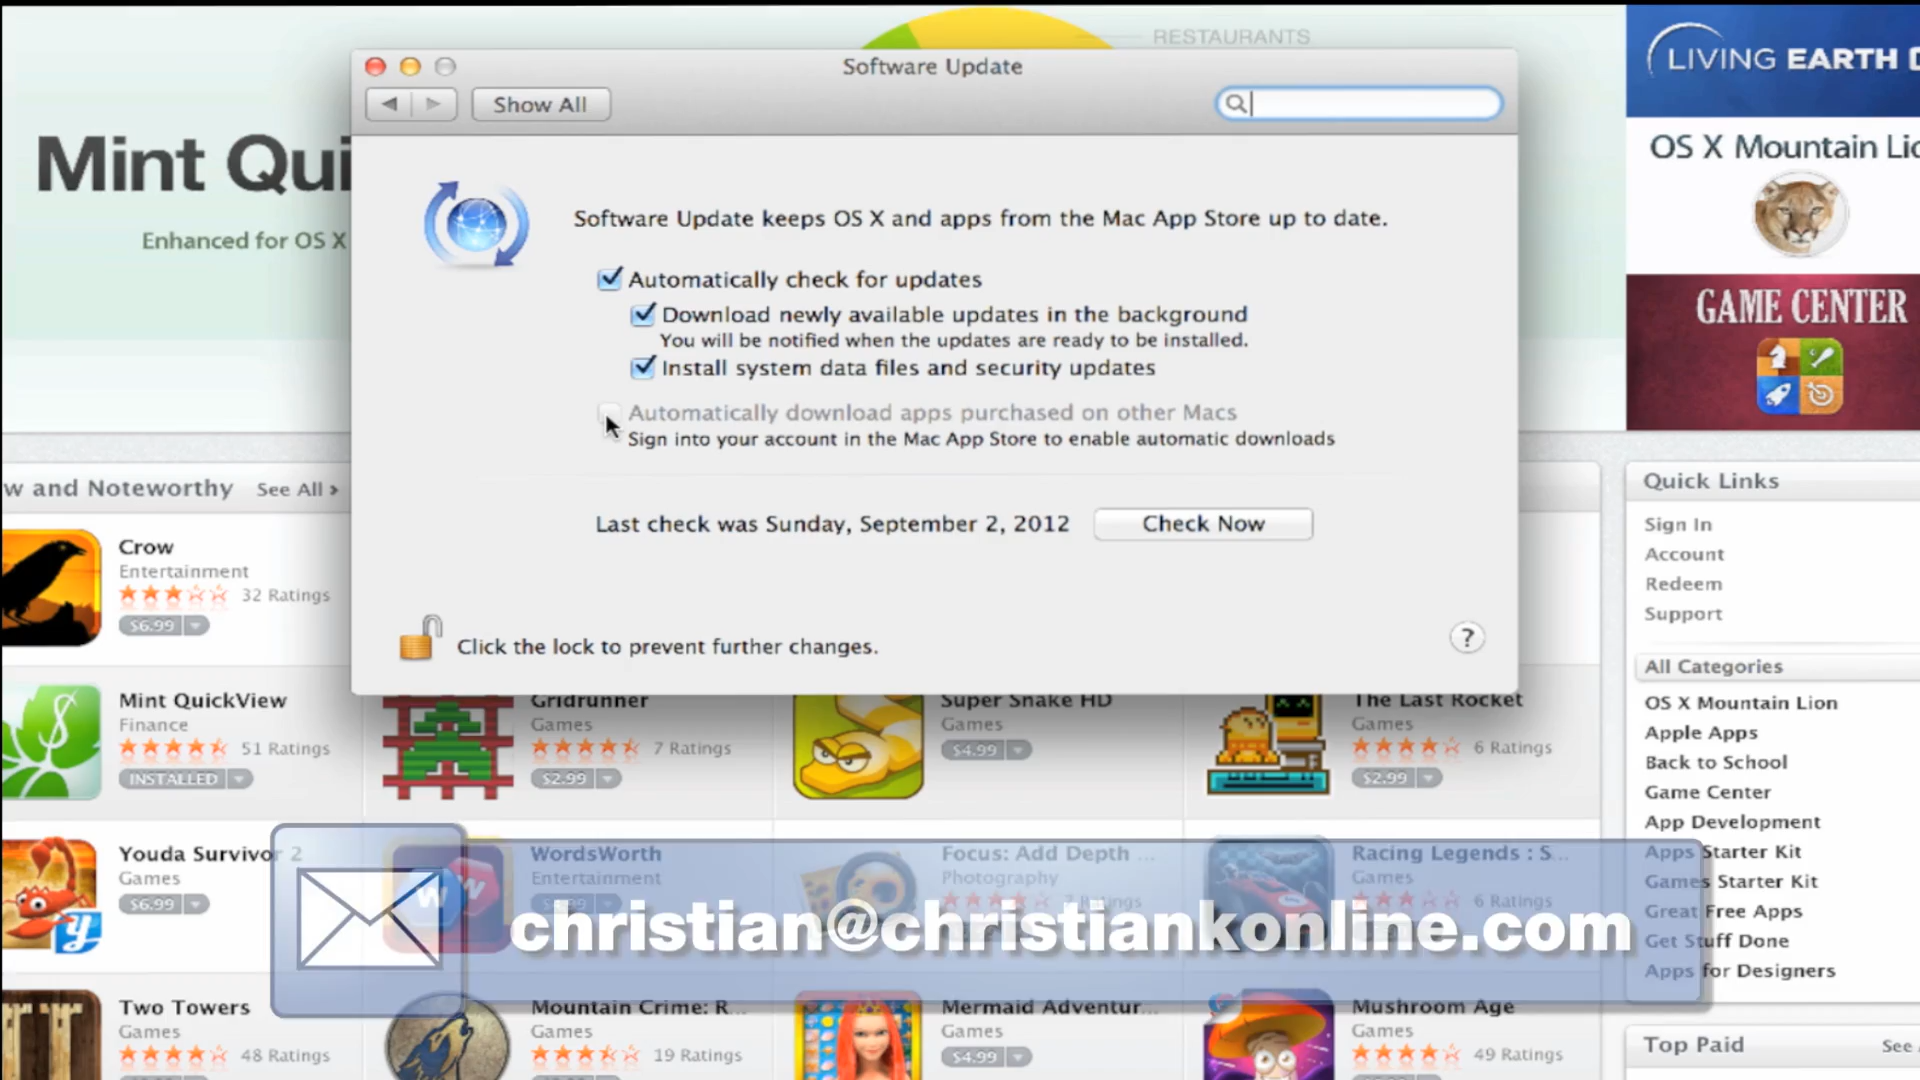 RESTAURANTS
Software Update
Show All
Mint Qui
Enhanced for OS X
LIVING EARTH
OS X Mountain Lio
GAME CENTER
Software Update keeps OS X and apps from the Mac App Store up to date.
Automatically check for updates
Download newly available updates in the background
You will be notified when the updates are ready to be installed.
Install system data files and security updates
Automatically download apps purchased on other Macs
Sign into your account in the Mac App Store to enable automatic downloads
Last check was Sunday, September 2, 2012
Check Now
Click the lock to prevent further changes.
?
w and Noteworthy See All >
Crow
Entertainment
32 Ratings
$6.99
Mint QuickView
Finance
51 Ratings
INSTALLED
Gridrunner
Games
7 Ratings
$2.99
Super Snake HD
Games
$4.99
The Last Rocket
Games
6 Ratings
$2.99
Youda Survivor 2
Games
$6.99
WordsWorth
Entertainment
Focus: Add Depth ...
Photography
7 Ratings
Racing Legends : S...
Games
6 Ratings
christian@christiankonline.com
Two Towers
Games
48 Ratings
Mountain Crime: R...
Games
19 Ratings
Mermaid Adventur...
Games
$4.99
Mushroom Age
Games
49 Ratings
Quick Links
Sign In
Account
Redeem
Support
All Categories
OS X Mountain Lion
Apple Apps
Back to School
Game Center
App Development
Apps Starter Kit
Games Starter Kit
Great Free Apps
Get Stuff Done
Apps for Designers
Top Paid See